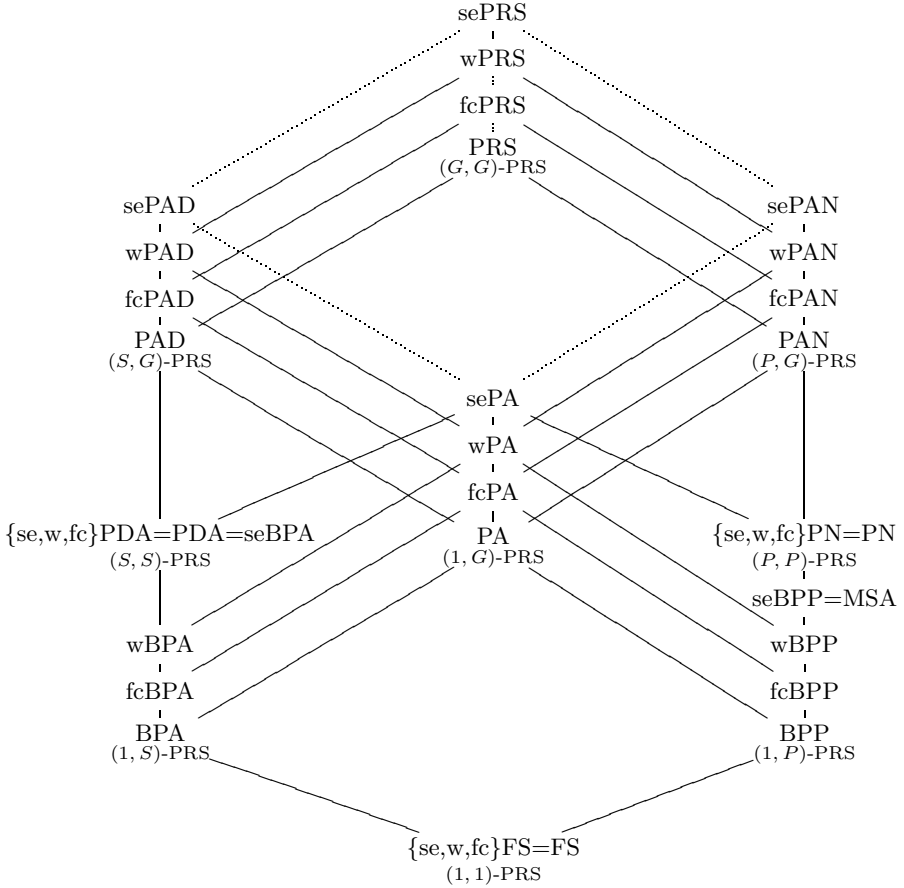 sePRS
wPRS
fcPRS
PRS
(G, G)-PRS
sePAD
sePAN
wPAD
wPAN
fcPAD
fcPAN
PAD
(S, G)-PRS
PAN
(P, G)-PRS
sePA
wPA
fcPA
PA
(1, G)-PRS
{se,w,fc}PDA=PDA=seBPA
(S, S)-PRS
{se,w,fc}PN=PN
(P, P)-PRS
seBPP=MSA
wBPA
wBPP
fcBPA
fcBPP
BPA
(1, S)-PRS
BPP
(1, P)-PRS
{se,w,fc}FS=FS
(1, 1)-PRS